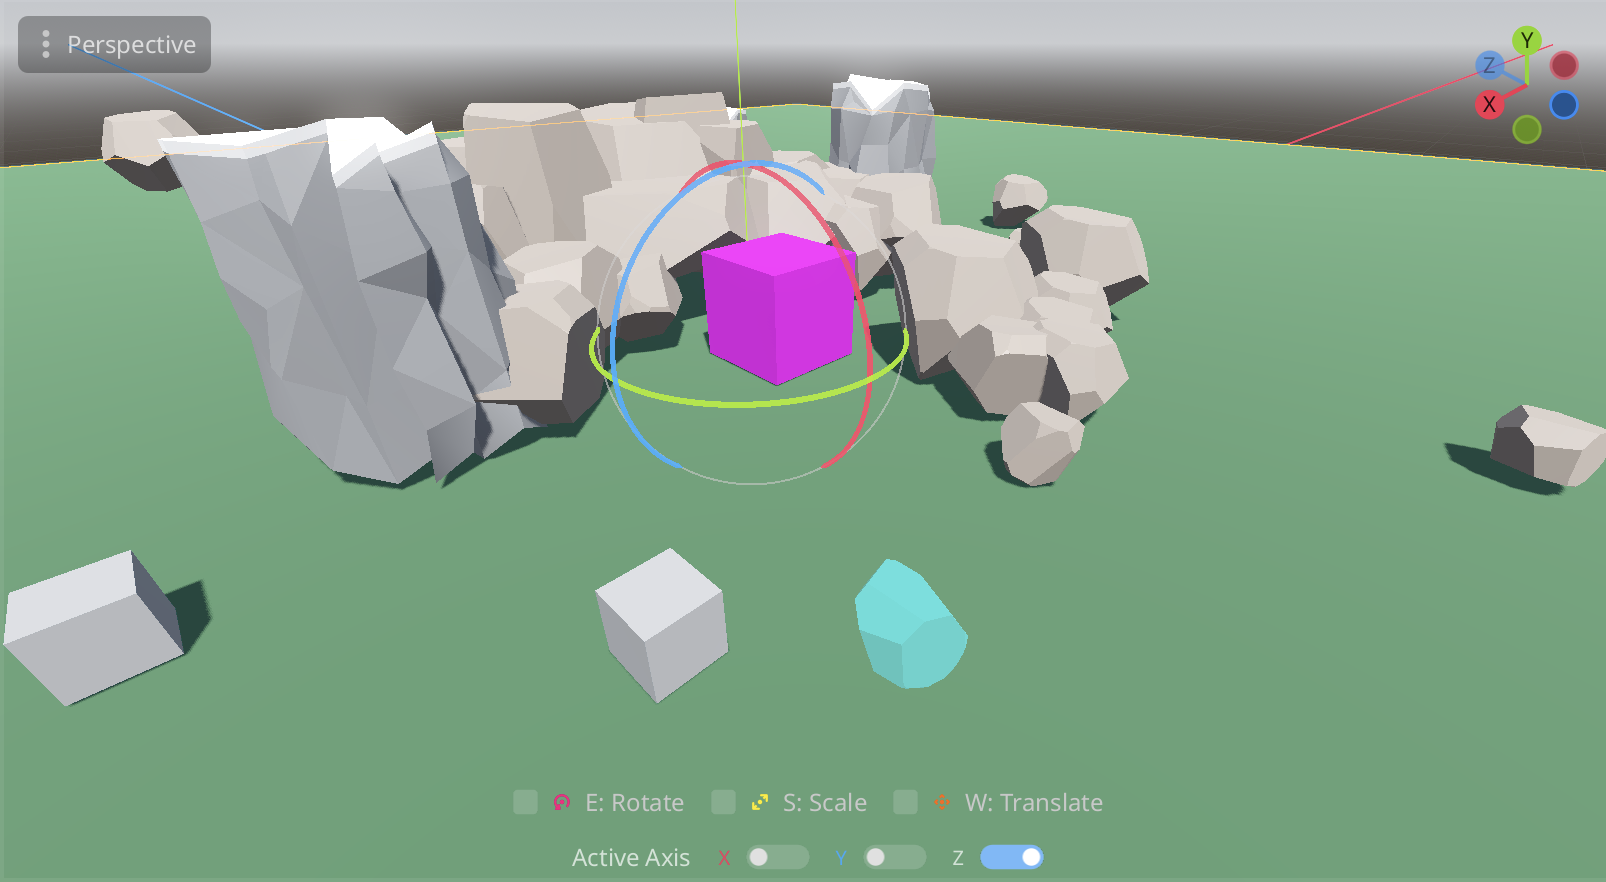 Perspective
Y
Z
X
E: Rotate S: Scale W: Translate
Active Axis X Y Z